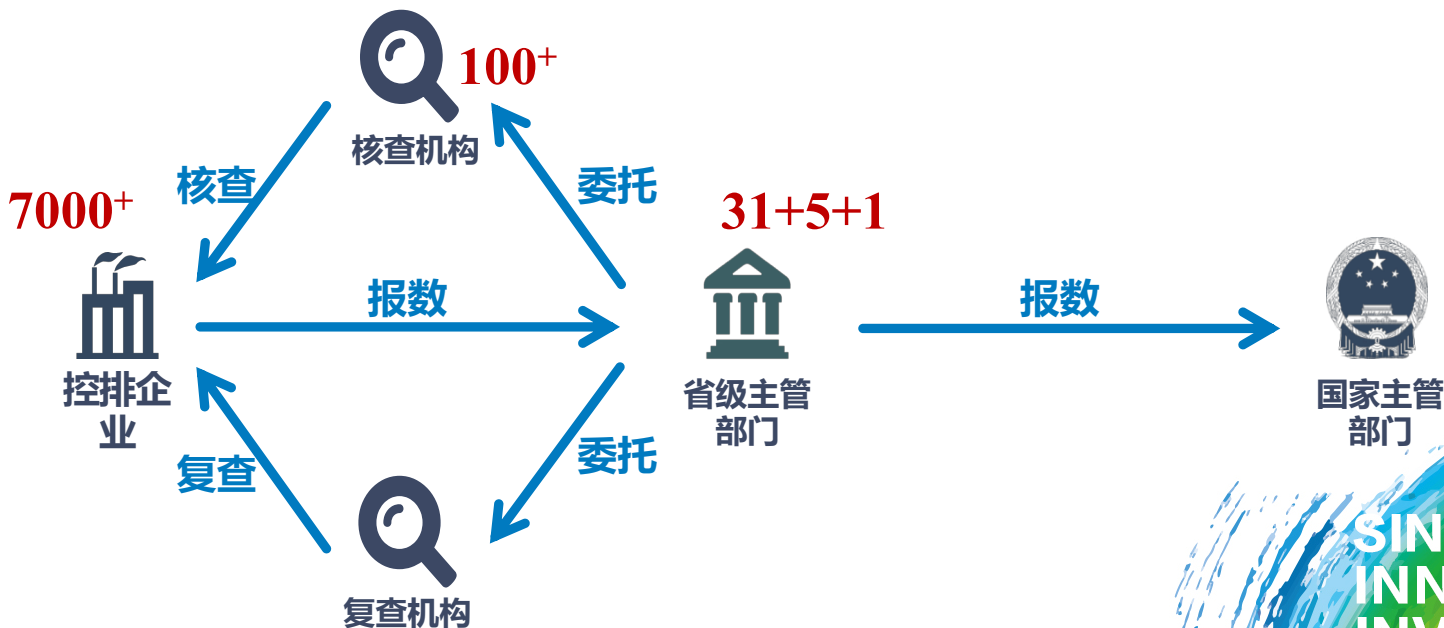 100+
核查机构
核查
委托
7000+
31+5+1
报数
报数
控排企
业
省级主管
部门
国家主管
部门
复查
委托
复查机构
SIN
INN